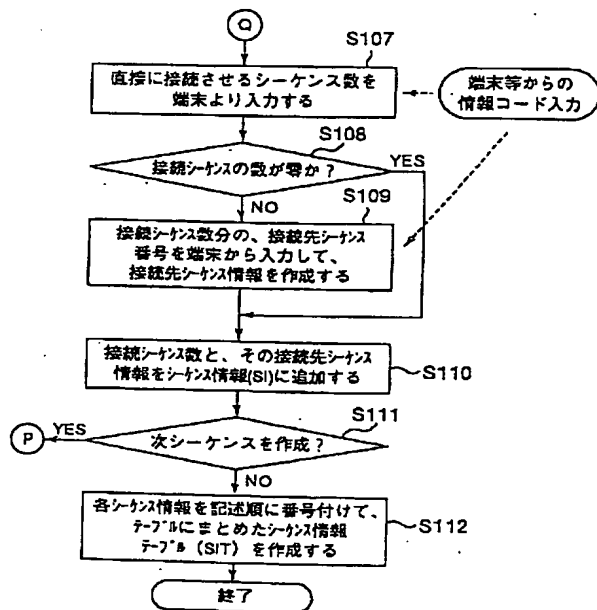 Q
S107
直接に接続させるシーケンス数を
端末より入力する
端末等からの
情報コード入力
S108
接続シーケンスの数が零か?
YES
NO
S109
接続シーケンス数分の、接続先シーケンス
番号を端末から入力して、
接続先シーケンス情報を作成する
接続シーケンス数と、その接続先シーケンス
情報をシーケンス情報(SI)に追加する
S110
S111
次シーケンスを作成?
YES
P
NO
各シーケンス情報を記述順に番号付けて、
テーブルにまとめたシーケンス情報
テーブル(SIT)を作成する
S112
終了